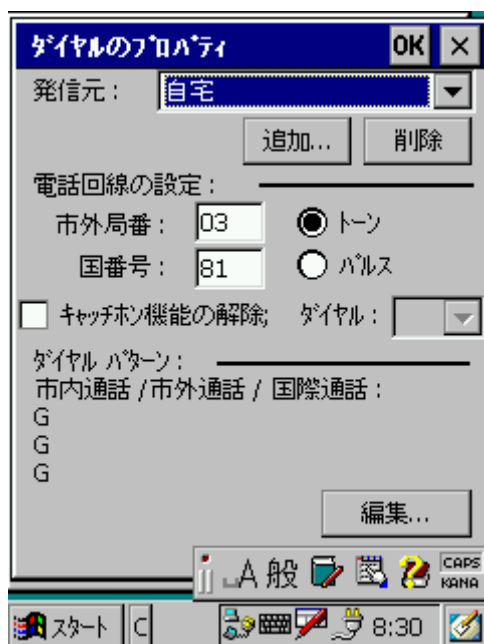 ﾀﾞｲﾔﾙのﾌﾟﾛﾊﾟﾃｨ OK ×
発信元： 自宅
追加... 削除
電話回線の設定：
市外局番： 03 ﾄｰﾝ
国番号： 81 ﾊﾟﾙｽ
ｷｬｯﾁﾎﾝ機能の解除; ﾀﾞｲﾔﾙ：
ﾀﾞｲﾔﾙ ﾊﾟﾀｰﾝ：
市内通話 /市外通話 / 国際通話：
G
G
G
編集...
A 般 CAPS
KANA
ｽﾀｰﾄ C 8:30